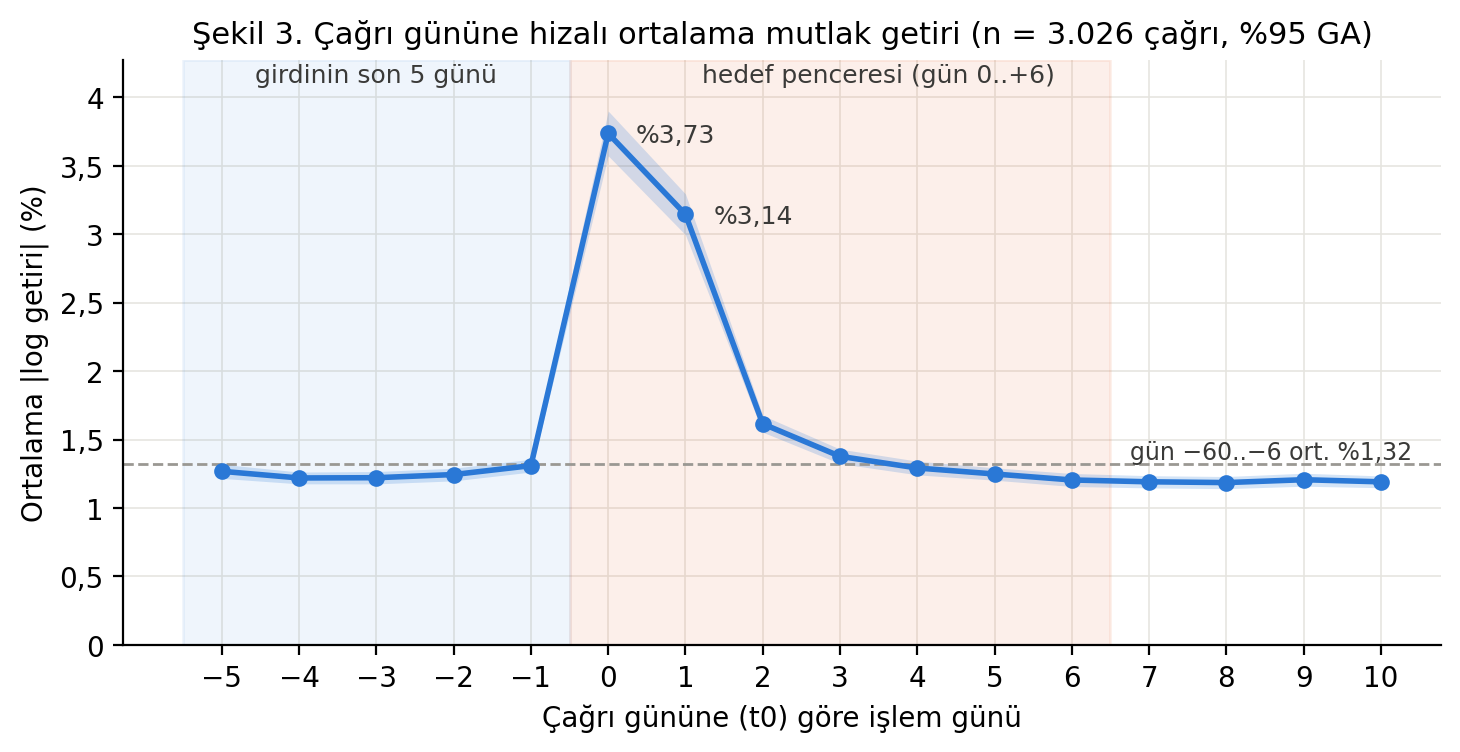 Şekil 3. Çağrı gününe hizalı ortalama mutlak getiri (n = 3.026 çağrı, %95 GA)
girdinin son 5 günü
hedef penceresi (gün 0..+6)
%3,73
%3,14
gün −60..−6 ort. %1,32
Ortalama |log getiri| (%)
4
3,5
3
2,5
2
1,5
1
0,5
0
−5 −4 −3 −2 −1 0 1 2 3 4 5 6 7 8 9 10
Çağrı gününe (t0) göre işlem günü